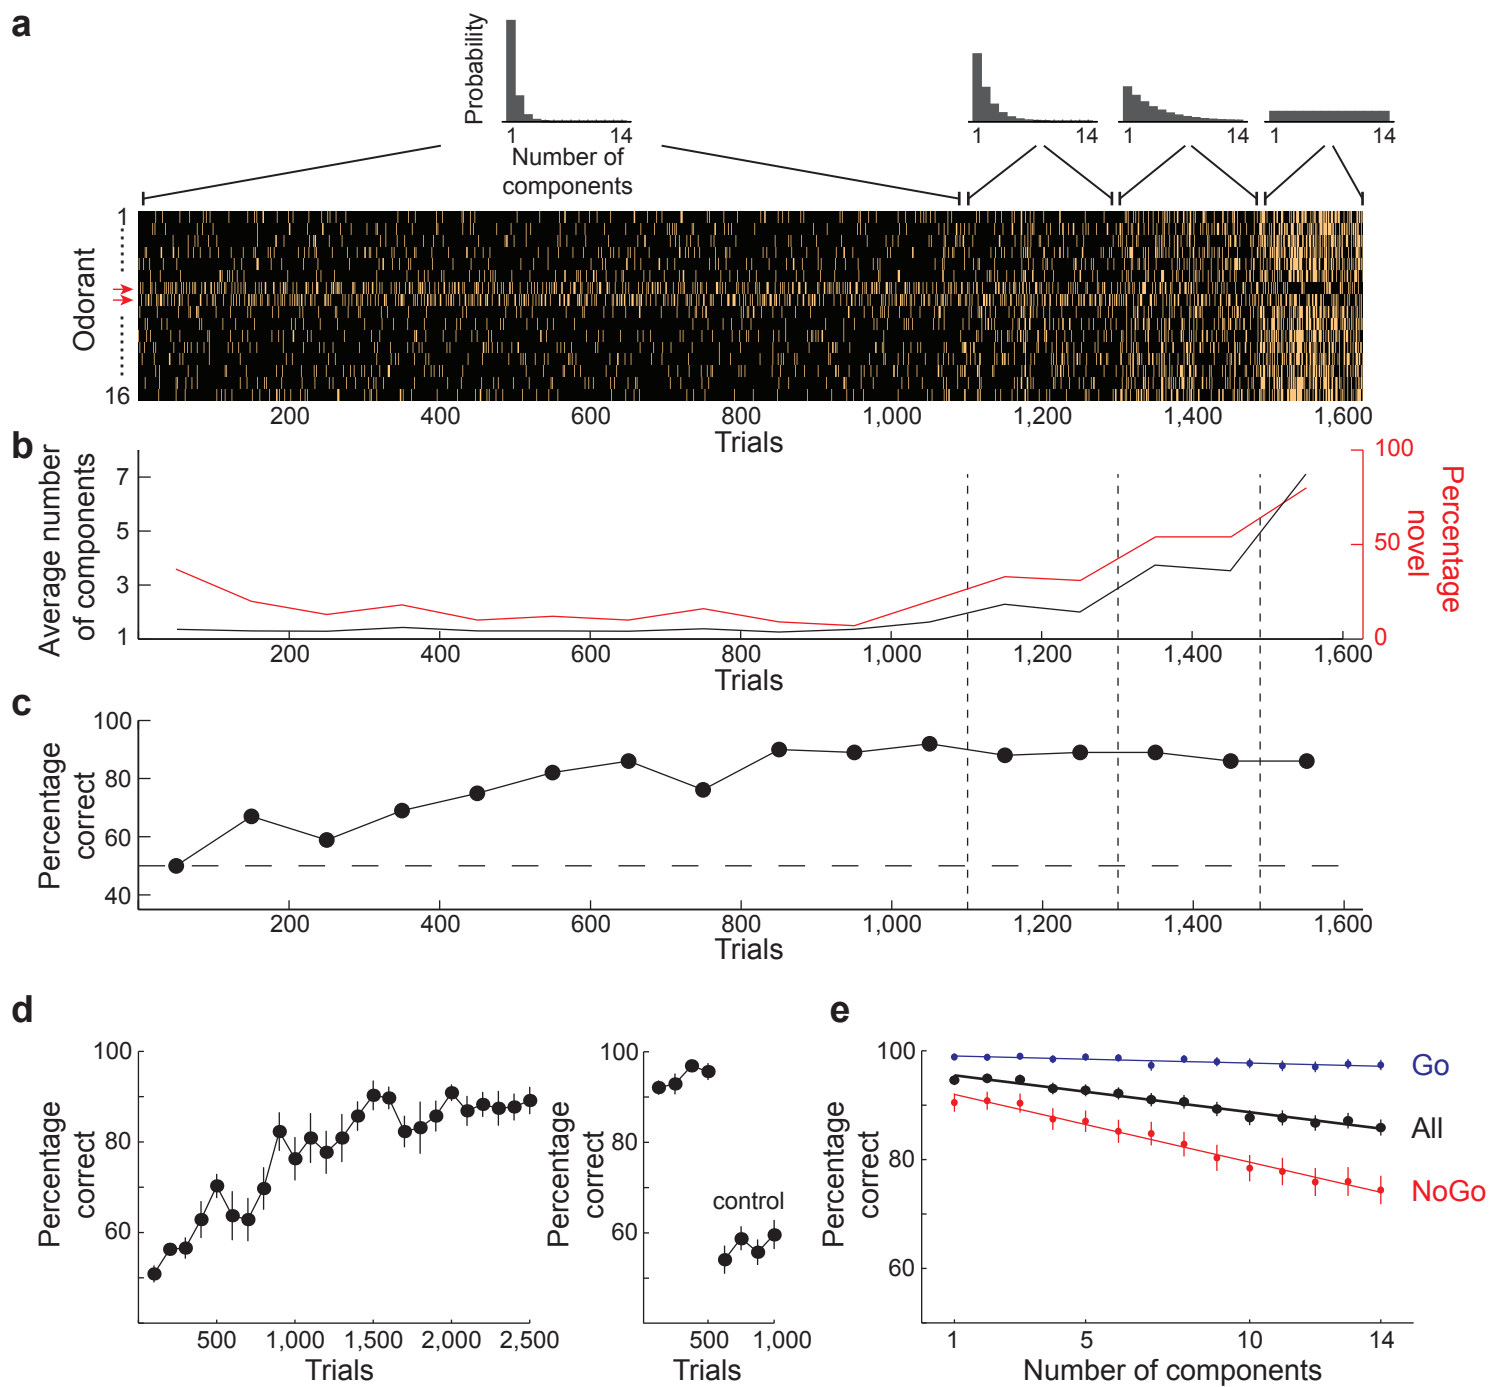 a
Probability
1 14
Number of
components
1 14
1 14
1 14
Odorant
1
16
200 400 600 800 1,000 1,200 1,400 1,600
Trials
b
Average number
of components
7
5
3
1
100
50
0
Percentage
novel
200 400 600 800 1,000 1,200 1,400 1,600
Trials
c
Percentage
correct
100
80
60
40
200 400 600 800 1,000 1,200 1,400 1,600
Trials
d
Percentage
correct
100
80
60
500 1,000 1,500 2,000 2,500
Trials
Percentage
correct
100
80
60
control
500 1,000
Trials
e
Percentage
correct
100
80
60
Go
All
NoGo
1 5 10 14
Number of components